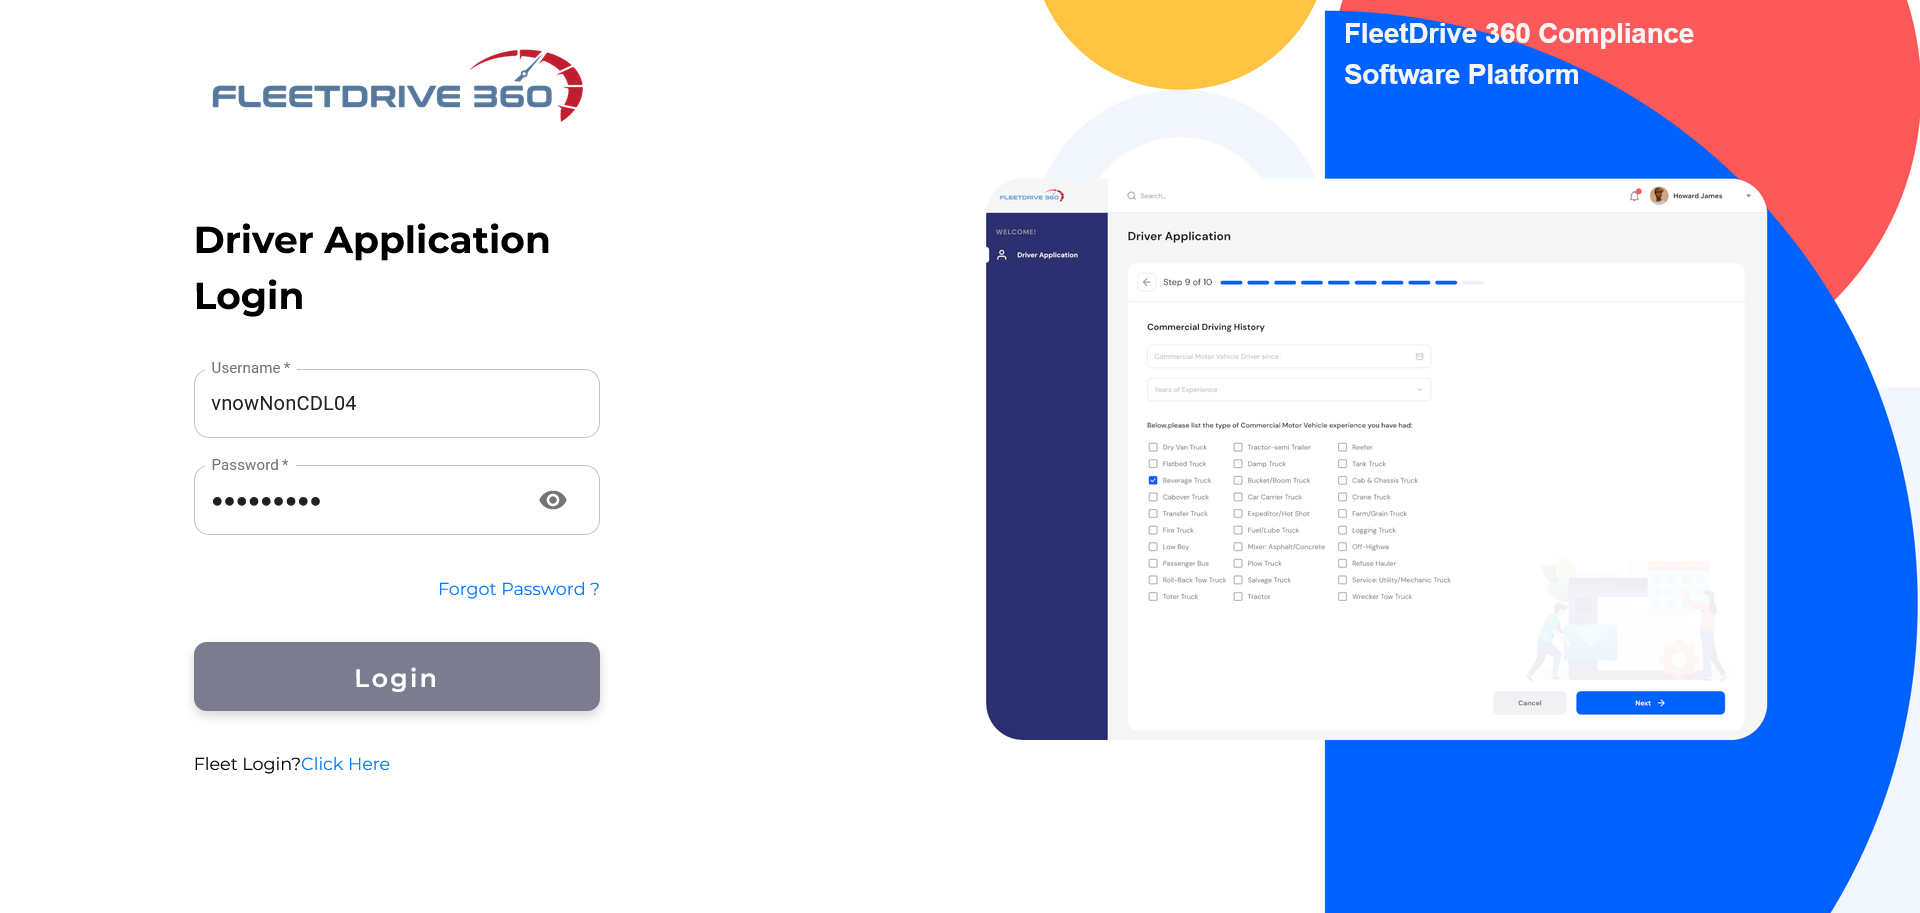 FLEETDRIVE 360
Driver Application
Login
Username *
vnowNonCDL04
Password *
•••••••••
Forgot Password ?
Login
Fleet Login?Click Here
FleetDrive 360 Compliance
Software Platform
FLEETDRIVE 360
Search...
Howard James
WELCOME!
Driver Application
Driver Application
Step 9 of 10
Commercial Driving History
Commercial Motor Vehicle Driver since :
Years of Experience
Below,please list the type of Commercial Motor Vehicle experience you have had:
Dry Van Truck Tractor-semi Trailer Reefer
Flatbed Truck Damp Truck Tank Truck
Beverage Truck Bucket/Boom Truck Cab & Chassis Truck
Cabover Truck Car Carrier Truck Crane Truck
Transfer Truck Expeditor/Hot Shot Farm/Grain Truck
Fire Truck Fuel/Lube Truck Logging Truck
Low Boy Mixer: Asphalt/Concrete Off-Highwa
Passenger Bus Plow Truck Refuse Hauler
Roll-Back Tow Truck Salvage Truck Service: Utility/Mechanic Truck
Toter Truck Tractor Wrecker Tow Truck
Cancel
Next